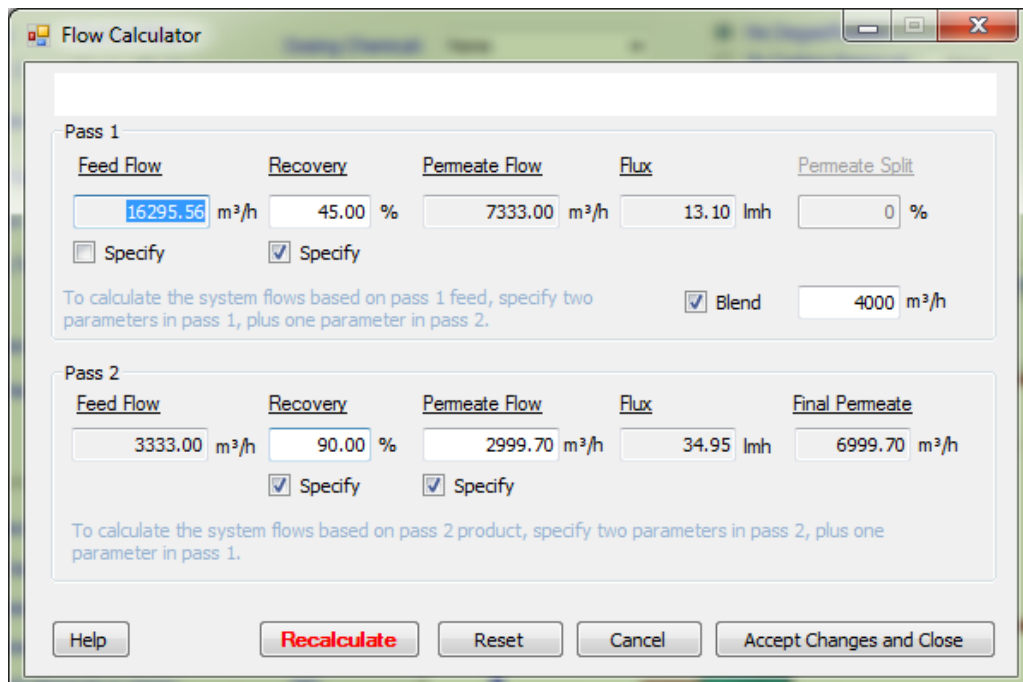 Flow Calculator
Pass 1
Feed Flow Recovery Permeate Flow Flux Permeate Split
16295.56 m³/h 45.00 % 7333.00 m³/h 13.10 lmh 0 %
Specify Specify
To calculate the system flows based on pass 1 feed, specify two
parameters in pass 1, plus one parameter in pass 2.
Blend 4000 m³/h
Pass 2
Feed Flow Recovery Permeate Flow Flux Final Permeate
3333.00 m³/h 90.00 % 2999.70 m³/h 34.95 lmh 6999.70 m³/h
Specify Specify
To calculate the system flows based on pass 2 product, specify two parameters in pass 2, plus one
parameter in pass 1.
Help Recalculate Reset Cancel Accept Changes and Close